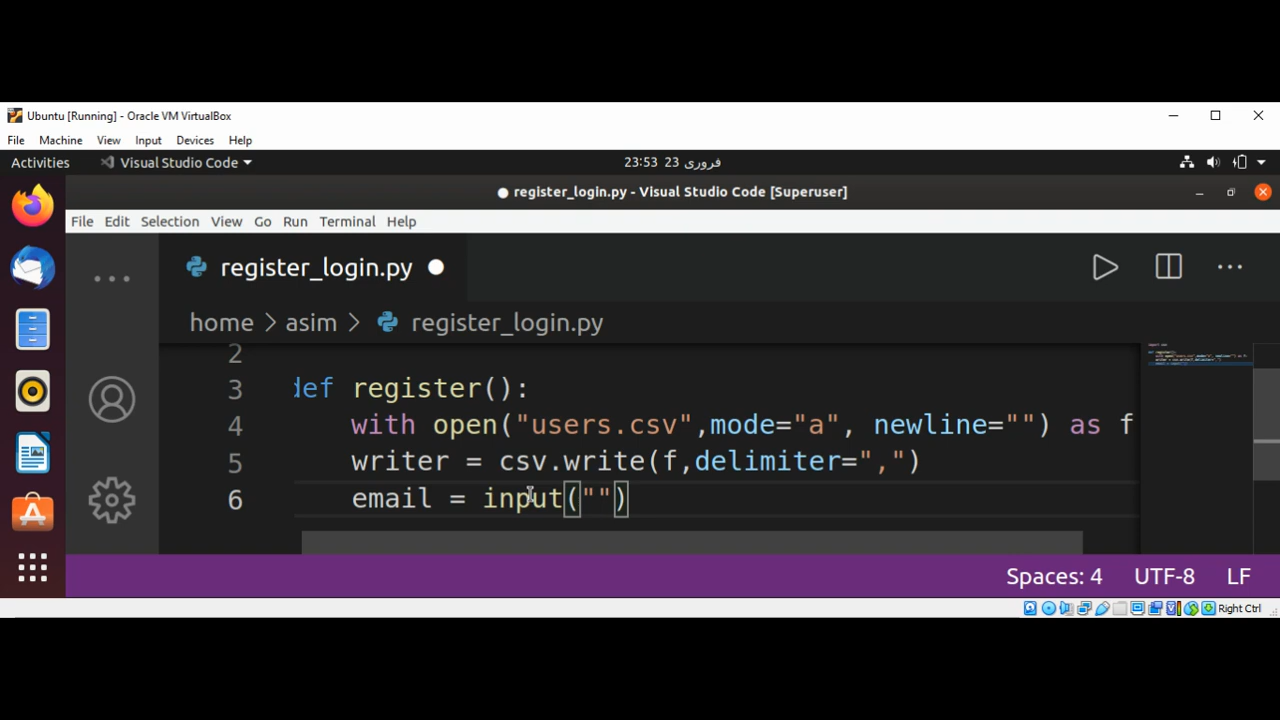 Ubuntu [Running] - Oracle VM VirtualBox
File Machine View Input Devices Help
Activities Visual Studio Code 23:53 23 فروری
register_login.py - Visual Studio Code [Superuser]
File Edit Selection View Go Run Terminal Help
register_login.py
home > asim > register_login.py
2
3 def register():
4 with open("users.csv",mode="a", newline="") as f
5 writer = csv.write(f,delimiter=",")
6 email = input("")
Spaces: 4 UTF-8 LF
Right Ctrl